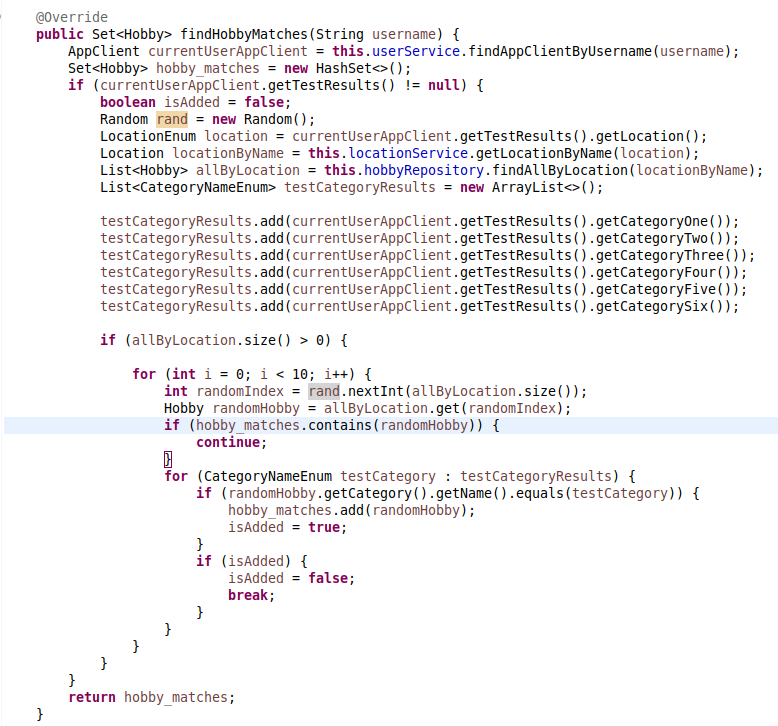 @Override
public Set<Hobby> findHobbyMatches(String username) {
    AppClient currentUserAppClient = this.userService.findAppClientByUsername(username);
    Set<Hobby> hobby_matches = new HashSet<>();
    if (currentUserAppClient.getTestResults() != null) {
        boolean isAdded = false;
        Random rand = new Random();
        LocationEnum location = currentUserAppClient.getTestResults().getLocation();
        Location locationByName = this.locationService.getLocationByName(location);
        List<Hobby> allByLocation = this.hobbyRepository.findAllByLocation(locationByName);
        List<CategoryNameEnum> testCategoryResults = new ArrayList<>();

        testCategoryResults.add(currentUserAppClient.getTestResults().getCategoryOne());
        testCategoryResults.add(currentUserAppClient.getTestResults().getCategoryTwo());
        testCategoryResults.add(currentUserAppClient.getTestResults().getCategoryThree());
        testCategoryResults.add(currentUserAppClient.getTestResults().getCategoryFour());
        testCategoryResults.add(currentUserAppClient.getTestResults().getCategoryFive());
        testCategoryResults.add(currentUserAppClient.getTestResults().getCategorySix());

        if (allByLocation.size() > 0) {

            for (int i = 0; i < 10; i++) {
                int randomIndex = rand.nextInt(allByLocation.size());
                Hobby randomHobby = allByLocation.get(randomIndex);
                if (hobby_matches.contains(randomHobby)) {
                    continue;
                }
                for (CategoryNameEnum testCategory : testCategoryResults) {
                    if (randomHobby.getCategory().getName().equals(testCategory)) {
                        hobby_matches.add(randomHobby);
                        isAdded = true;
                    }
                    if (isAdded) {
                        isAdded = false;
                        break;
                    }
                }
            }
        }
    }
    return hobby_matches;
}